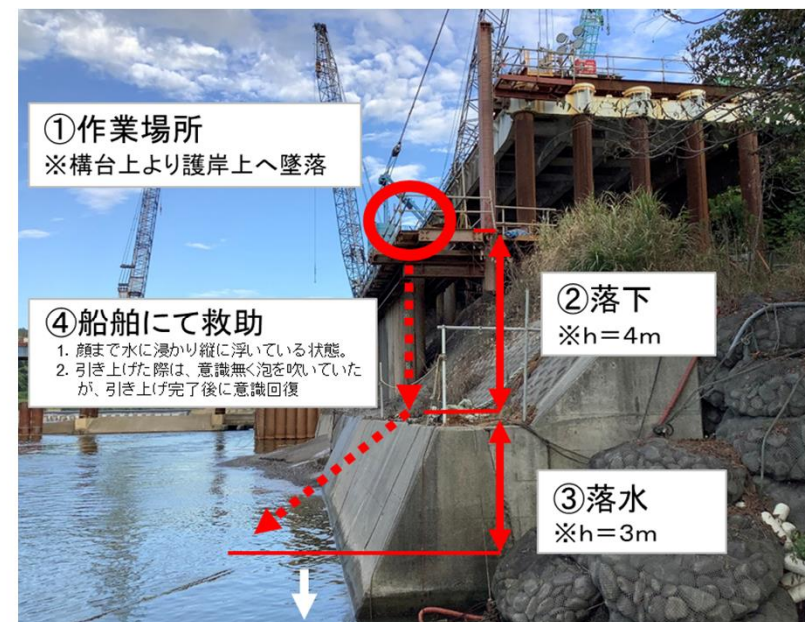 ①作業場所
※構台上より護岸上へ墜落
②落下
※h＝4m
④船舶にて救助
1. 顔まで水に浸かり縦に浮いている状態。
2. 引き上げた際は、意識無く泡を吹いていた
が、引き上げ完了後に意識回復
③落水
※h＝3m